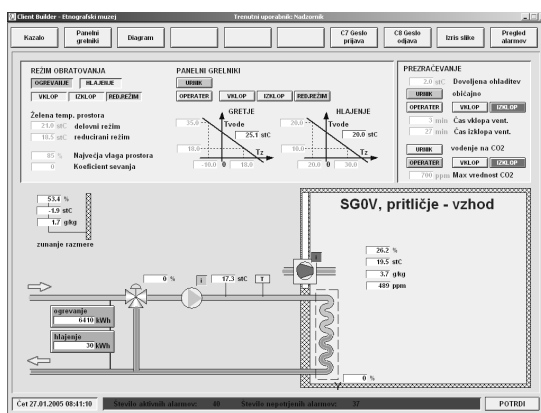 Client Builder - Etnografski muzej
Trenutni uporabnik: Nadzornik
Kazalo
Panelni grelniki
Diagram
C7 Geslo prijava
C8 Geslo odjava
Izris slike
Pregled alarmov
REŽIM OBRATOVANJA
OGREVANJE HLAJENJE
VKLOP IZKLOP RED.REŽIM
Želena temp. prostora
21.0 stC delovni režim
18.5 stC reducirani režim
85 % Največja vlaga prostora
0 Koeficient sevanja
PANELNI GRELNIKI
URNIK
OPERATER VKLOP IZKLOP RED.REŽIM
GRETJE
35.0 Tvode
25.1 stC
18.0 Tz
-10.0 0 18.0
HLAJENJE
Tvode
20.0 stC
18.0 Tz
20.0 0 30.0
PREZRAČEVANJE
2.0 stC Dovoljena ohladitev
URNIK običajno
OPERATER VKLOP IZKLOP
3 min Čas vklopa vent.
27 min Čas izklopa vent.
URNIK vodenje na CO2
OPERATER VKLOP IZKLOP
700 ppm Max vrednost CO2
53.4 %
-1.9 stC
1.7 g/kg
zunanje razmere
SG0V, pritličje - vzhod
26.2 %
19.5 stC
3.7 g/kg
489 ppm
0 %
17.3 stC T
ogrevanje
6410 kWh
hlajenje
30 kWh
0 %
Čet 27.01.2005 08:41:10
Število aktivnih alarmov: 40
Število nepotrjenih alarmov: 37
POTRDI